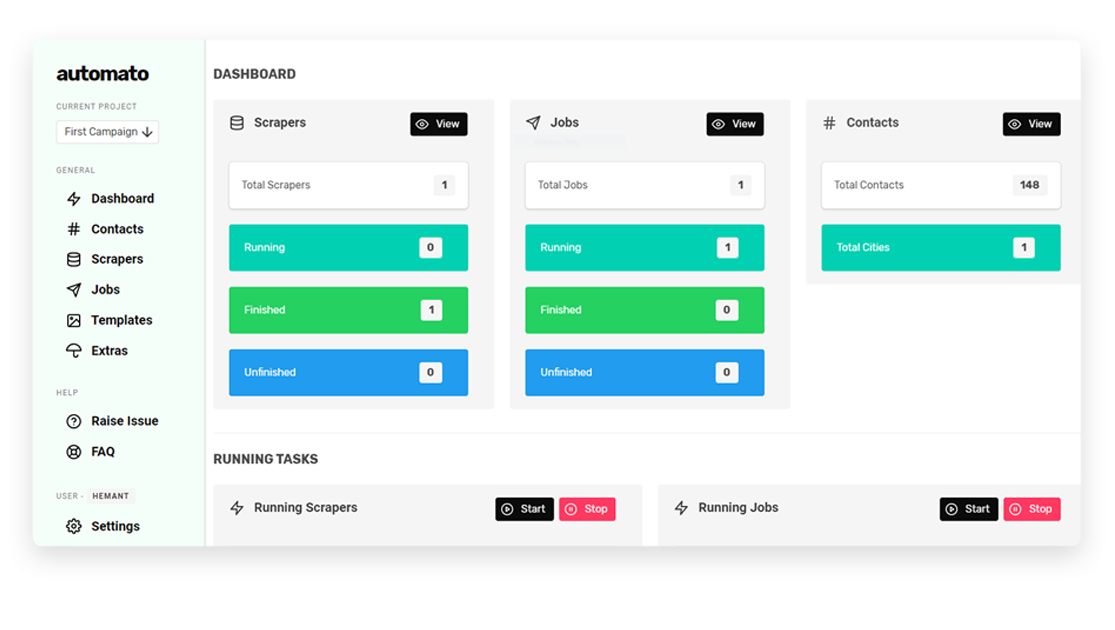 automato
CURRENT PROJECT
First Campaign
GENERAL
Dashboard
Contacts
Scrapers
Jobs
Templates
Extras
HELP
Raise Issue
FAQ
USER - HEMANT
Settings
DASHBOARD
Scrapers View
Total Scrapers 1
Running 0
Finished 1
Unfinished 0
Jobs View
Total Jobs 1
Running 1
Finished 0
Unfinished 0
# Contacts View
Total Contacts 148
Total Cities 1
RUNNING TASKS
Running Scrapers Start Stop
Running Jobs Start Stop